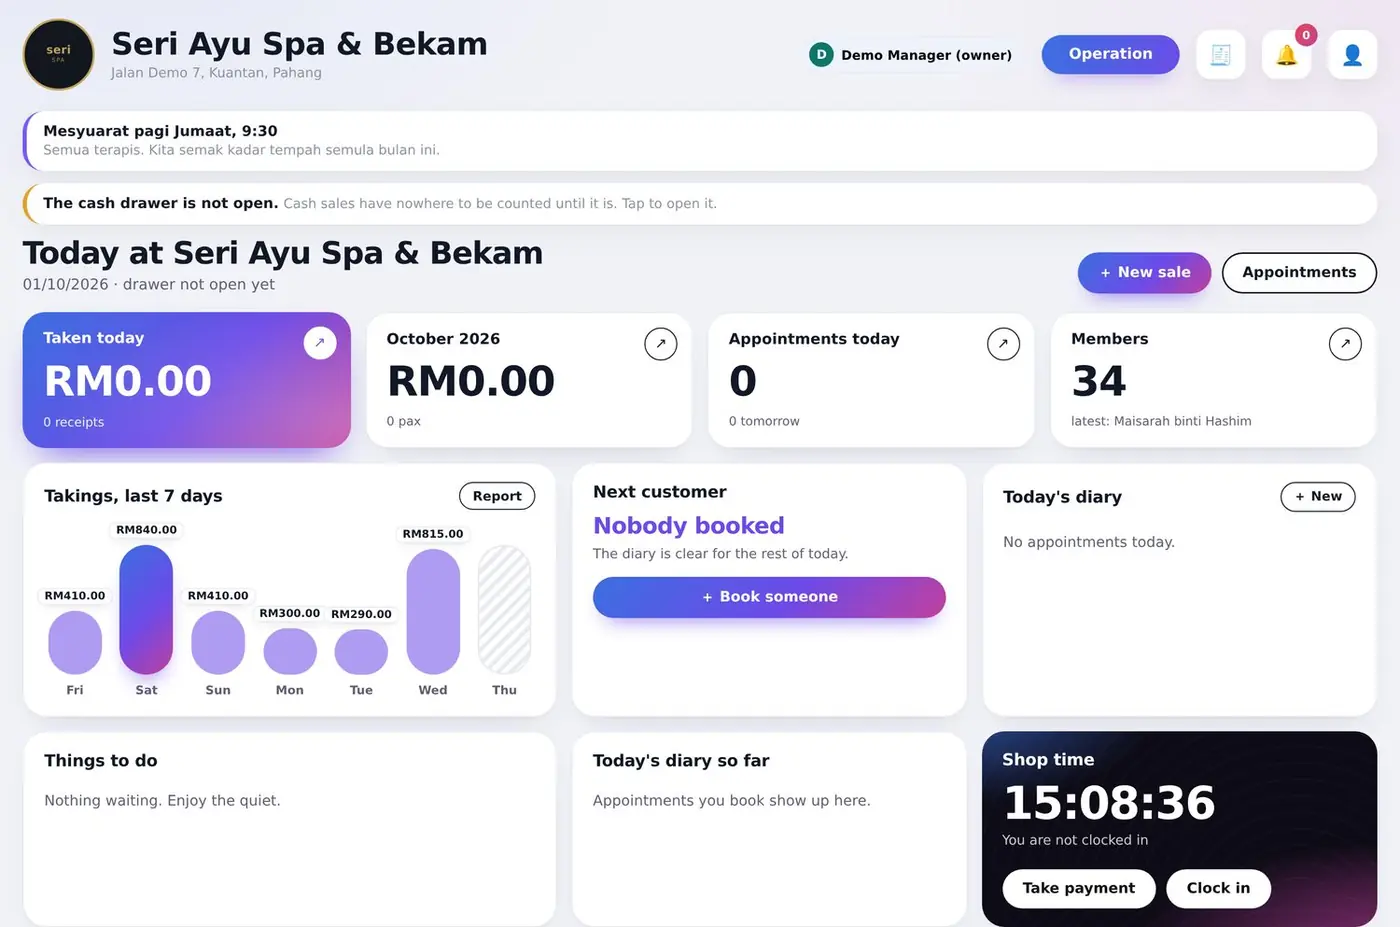 seri
SPA
Seri Ayu Spa & Bekam
Jalan Demo 7, Kuantan, Pahang
D
Demo Manager (owner)
Operation
0
Mesyuarat pagi Jumaat, 9:30
Semua terapis. Kita semak kadar tempah semula bulan ini.
The cash drawer is not open. Cash sales have nowhere to be counted until it is. Tap to open it.
Today at Seri Ayu Spa & Bekam
01/10/2026 · drawer not open yet
+ New sale
Appointments
Taken today
↗
RM0.00
0 receipts
October 2026
↗
RM0.00
0 pax
Appointments today
↗
0
0 tomorrow
Members
↗
34
latest: Maisarah binti Hashim
Takings, last 7 days
Report
RM410.00
RM840.00
RM410.00
RM300.00
RM290.00
RM815.00
Fri
Sat
Sun
Mon
Tue
Wed
Thu
Next customer
Nobody booked
The diary is clear for the rest of today.
+ Book someone
Today's diary
+ New
No appointments today.
Things to do
Nothing waiting. Enjoy the quiet.
Today's diary so far
Appointments you book show up here.
Shop time
15:08:36
You are not clocked in
Take payment
Clock in